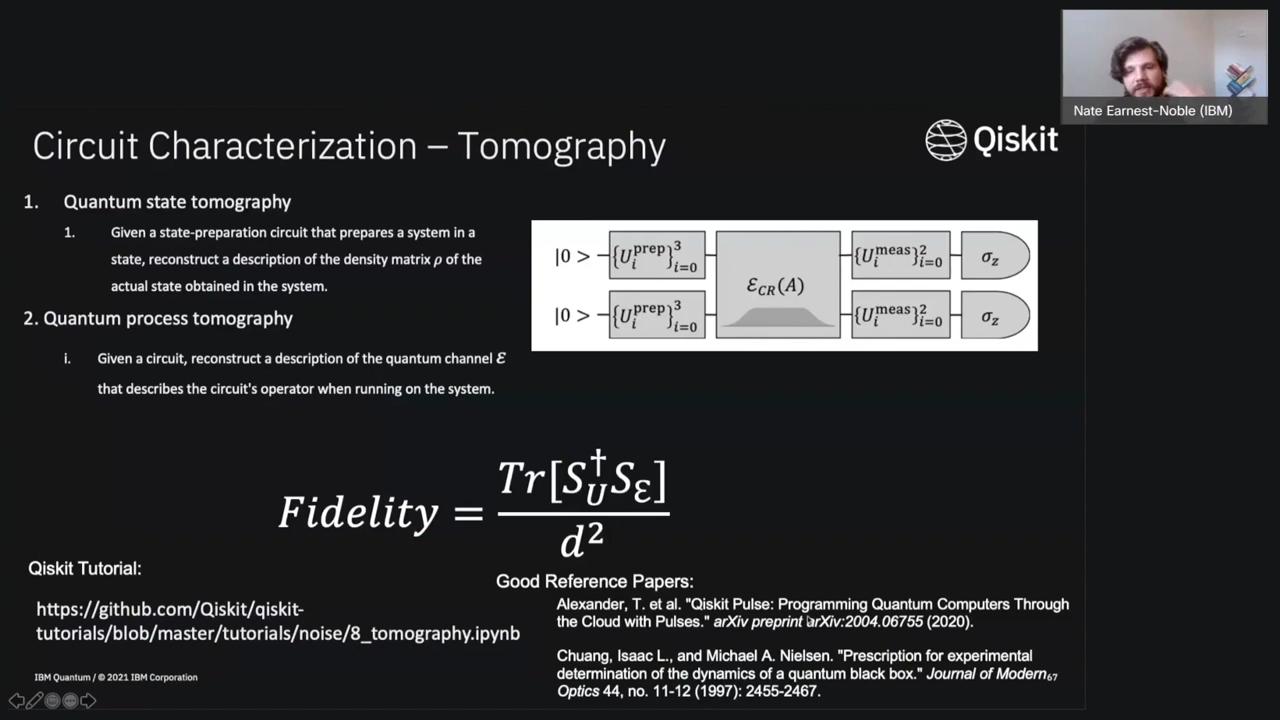 Nate Earnest-Noble (IBM)
Circuit Characterization – Tomography
Qiskit
1. Quantum state tomography
1. Given a state-preparation circuit that prepares a system in a
state, reconstruct a description of the density matrix ρ of the
actual state obtained in the system.
2. Quantum process tomography
i. Given a circuit, reconstruct a description of the quantum channel ℰ
that describes the circuit's operator when running on the system.
|0 > {U_i^prep}_{i=0}^3 ℰ_CR(A) {U_i^meas}_{i=0}^2 σ_z
|0 > {U_i^prep}_{i=0}^3 {U_i^meas}_{i=0}^2 σ_z
Fidelity = Tr[S_U^† S_ℰ] / d^2
Qiskit Tutorial:
https://github.com/Qiskit/qiskit-
tutorials/blob/master/tutorials/noise/8_tomography.ipynb
Good Reference Papers:
Alexander, T. et al. "Qiskit Pulse: Programming Quantum Computers Through
the Cloud with Pulses." arXiv preprint arXiv:2004.06755 (2020).
Chuang, Isaac L., and Michael A. Nielsen. "Prescription for experimental
determination of the dynamics of a quantum black box." Journal of Modern
Optics 44, no. 11-12 (1997): 2455-2467.
67
IBM Quantum / © 2021 IBM Corporation